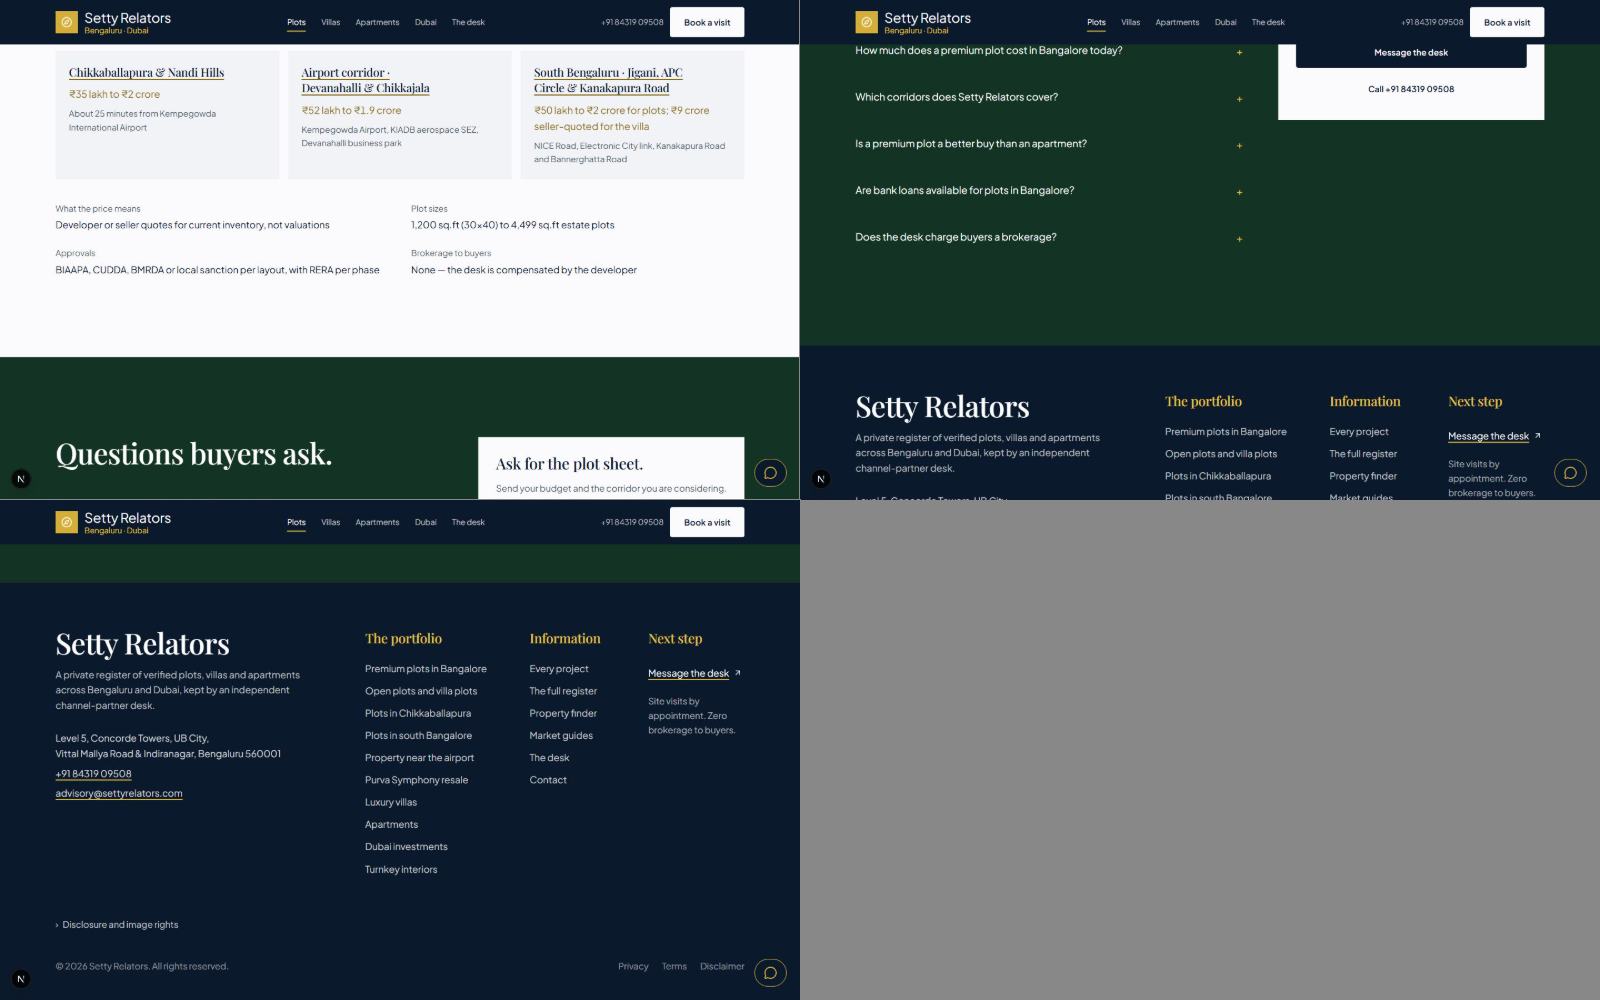 Setty Relators
Bengaluru · Dubai
Plots Villas Apartments Dubai The desk
+91 84319 09508
Book a visit
Chikkaballapura & Nandi Hills
₹35 lakh to ₹2 crore
About 25 minutes from Kempegowda
International Airport
Airport corridor ·
Devanahalli & Chikkajala
₹52 lakh to ₹1.9 crore
Kempegowda Airport, KIADB aerospace SEZ,
Devanahalli business park
South Bengaluru · Jigani, APC
Circle & Kanakapura Road
₹50 lakh to ₹2 crore for plots; ₹9 crore
seller-quoted for the villa
NICE Road, Electronic City link, Kanakapura Road
and Bannerghatta Road
What the price means
Developer or seller quotes for current inventory, not valuations
Plot sizes
1,200 sq.ft (30×40) to 4,499 sq.ft estate plots
Approvals
BIAAPA, CUDDA, BMRDA or local sanction per layout, with RERA per phase
Brokerage to buyers
None — the desk is compensated by the developer
Questions buyers ask.
Ask for the plot sheet.
Send your budget and the corridor you are considering.
N
Setty Relators
Bengaluru · Dubai
Plots Villas Apartments Dubai The desk
+91 84319 09508
Book a visit
How much does a premium plot cost in Bangalore today? +
Which corridors does Setty Relators cover? +
Is a premium plot a better buy than an apartment? +
Are bank loans available for plots in Bangalore? +
Does the desk charge buyers a brokerage? +
Message the desk
Call +91 84319 09508
Setty Relators
A private register of verified plots, villas and apartments
across Bengaluru and Dubai, kept by an independent
channel-partner desk.
Level 5, Concorde Towers, UB City,
The portfolio
Premium plots in Bangalore
Open plots and villa plots
Plots in Chikkaballapura
Plots in south Bangalore
Information
Every project
The full register
Property finder
Market guides
Next step
Message the desk ↗
Site visits by
appointment. Zero
brokerage to buyers.
N
Setty Relators
Bengaluru · Dubai
Plots Villas Apartments Dubai The desk
+91 84319 09508
Book a visit
Setty Relators
A private register of verified plots, villas and apartments
across Bengaluru and Dubai, kept by an independent
channel-partner desk.
Level 5, Concorde Towers, UB City,
Vittal Mallya Road & Indiranagar, Bengaluru 560001
+91 84319 09508
advisory@settyrelators.com
The portfolio
Premium plots in Bangalore
Open plots and villa plots
Plots in Chikkaballapura
Plots in south Bangalore
Property near the airport
Purva Symphony resale
Luxury villas
Apartments
Dubai investments
Turnkey interiors
Information
Every project
The full register
Property finder
Market guides
The desk
Contact
Next step
Message the desk ↗
Site visits by
appointment. Zero
brokerage to buyers.
› Disclosure and image rights
© 2026 Setty Relators. All rights reserved.
Privacy Terms Disclaimer
N